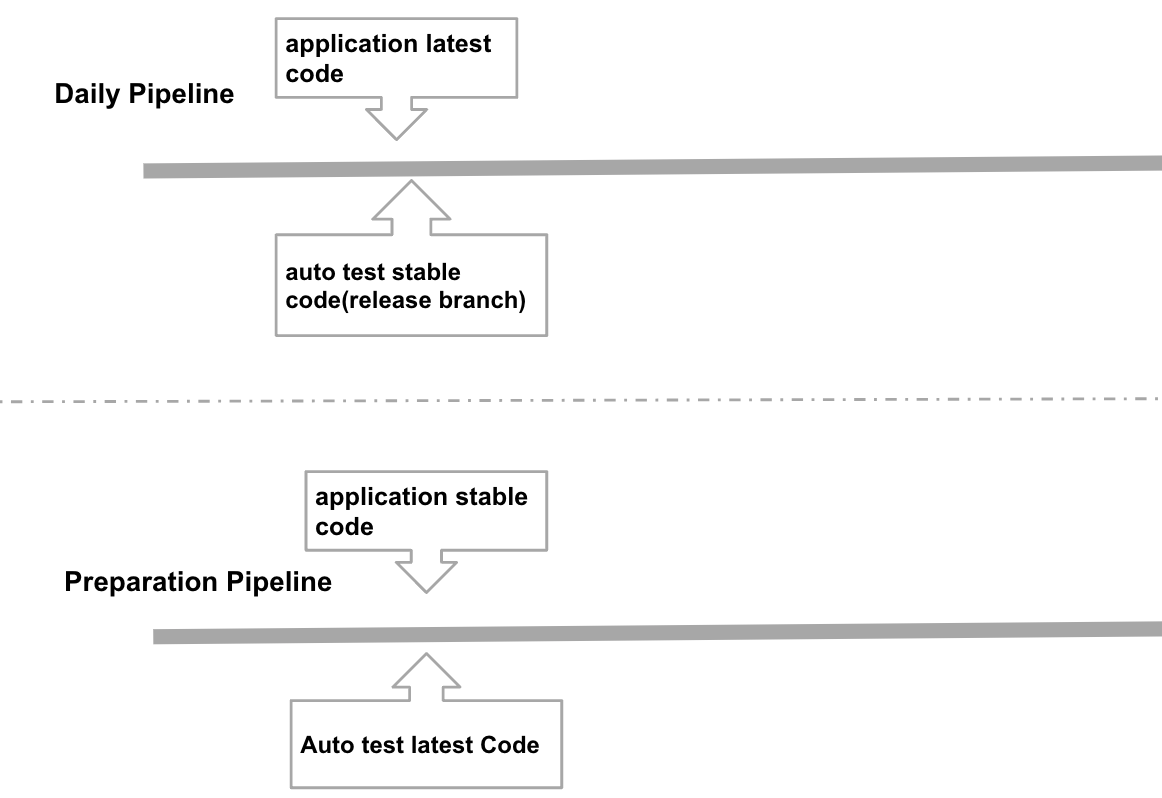 application latest
code
Daily Pipeline
auto test stable
code(release branch)
application stable
code
Preparation Pipeline
Auto test latest Code